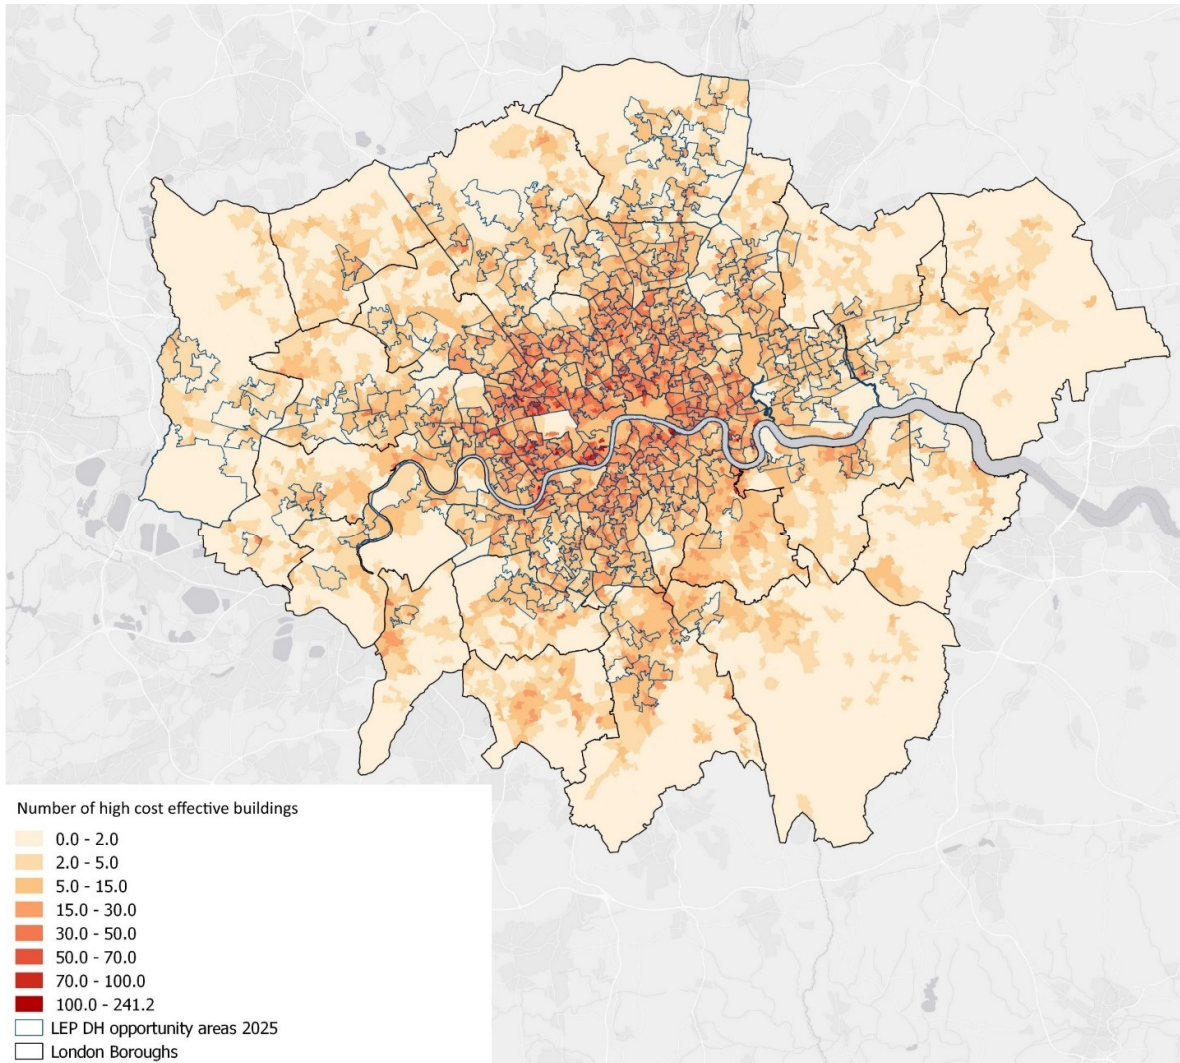 Number of high cost effective buildings
0.0 - 2.0
2.0 - 5.0
5.0 - 15.0
15.0 - 30.0
30.0 - 50.0
50.0 - 70.0
70.0 - 100.0
100.0 - 241.2
LEP DH opportunity areas 2025
London Boroughs